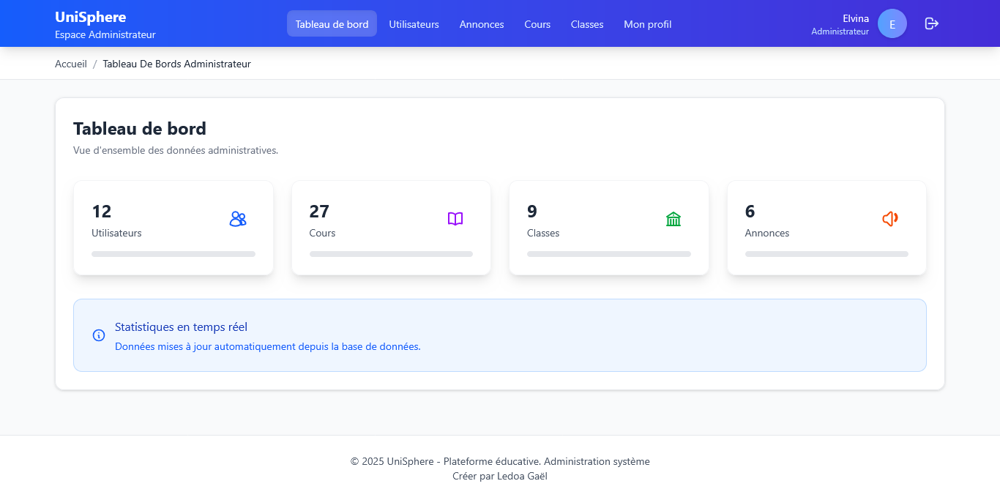 UniSphere
Espace Administrateur
Tableau de bord
Utilisateurs
Annonces
Cours
Classes
Mon profil
Elvina
Administrateur
E
Accueil / Tableau De Bords Administrateur
Tableau de bord
Vue d'ensemble des données administratives.
12
Utilisateurs
27
Cours
9
Classes
6
Annonces
Statistiques en temps réel
Données mises à jour automatiquement depuis la base de données.
© 2025 UniSphere - Plateforme éducative. Administration système
Créer par Ledoa Gaël